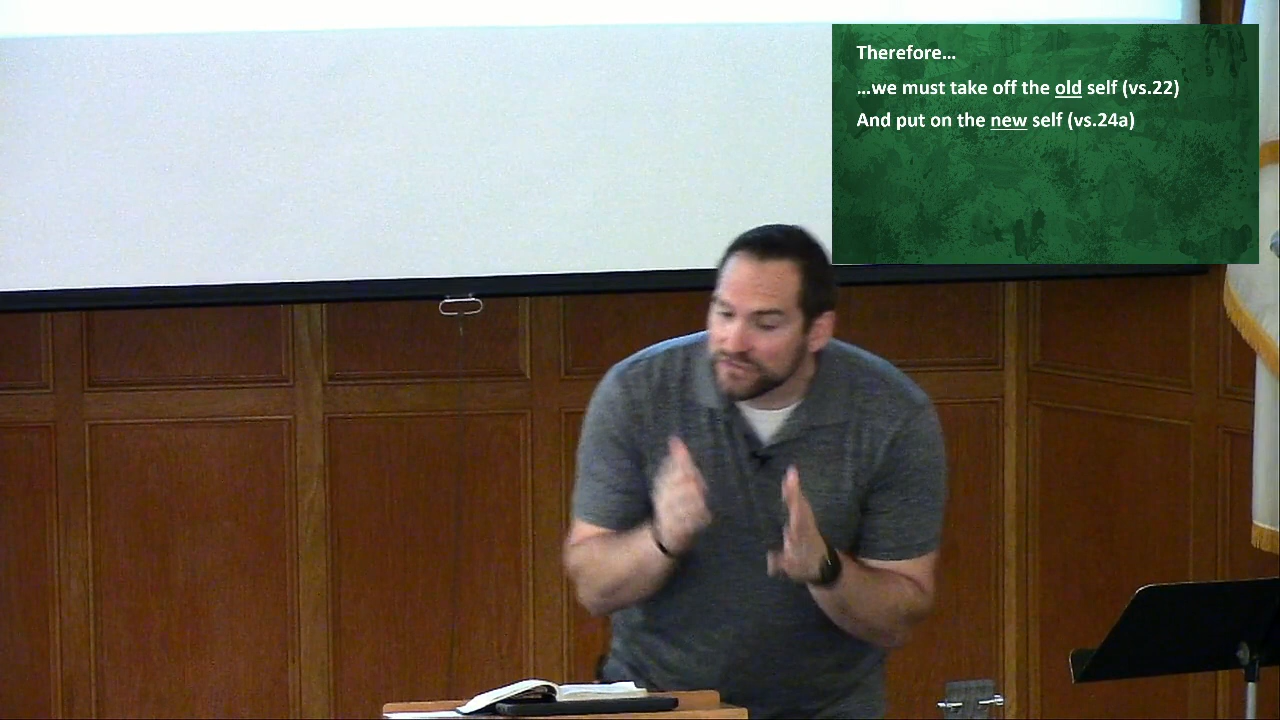 Therefore...
...we must take off the old self (vs.22)
And put on the new self (vs.24a)